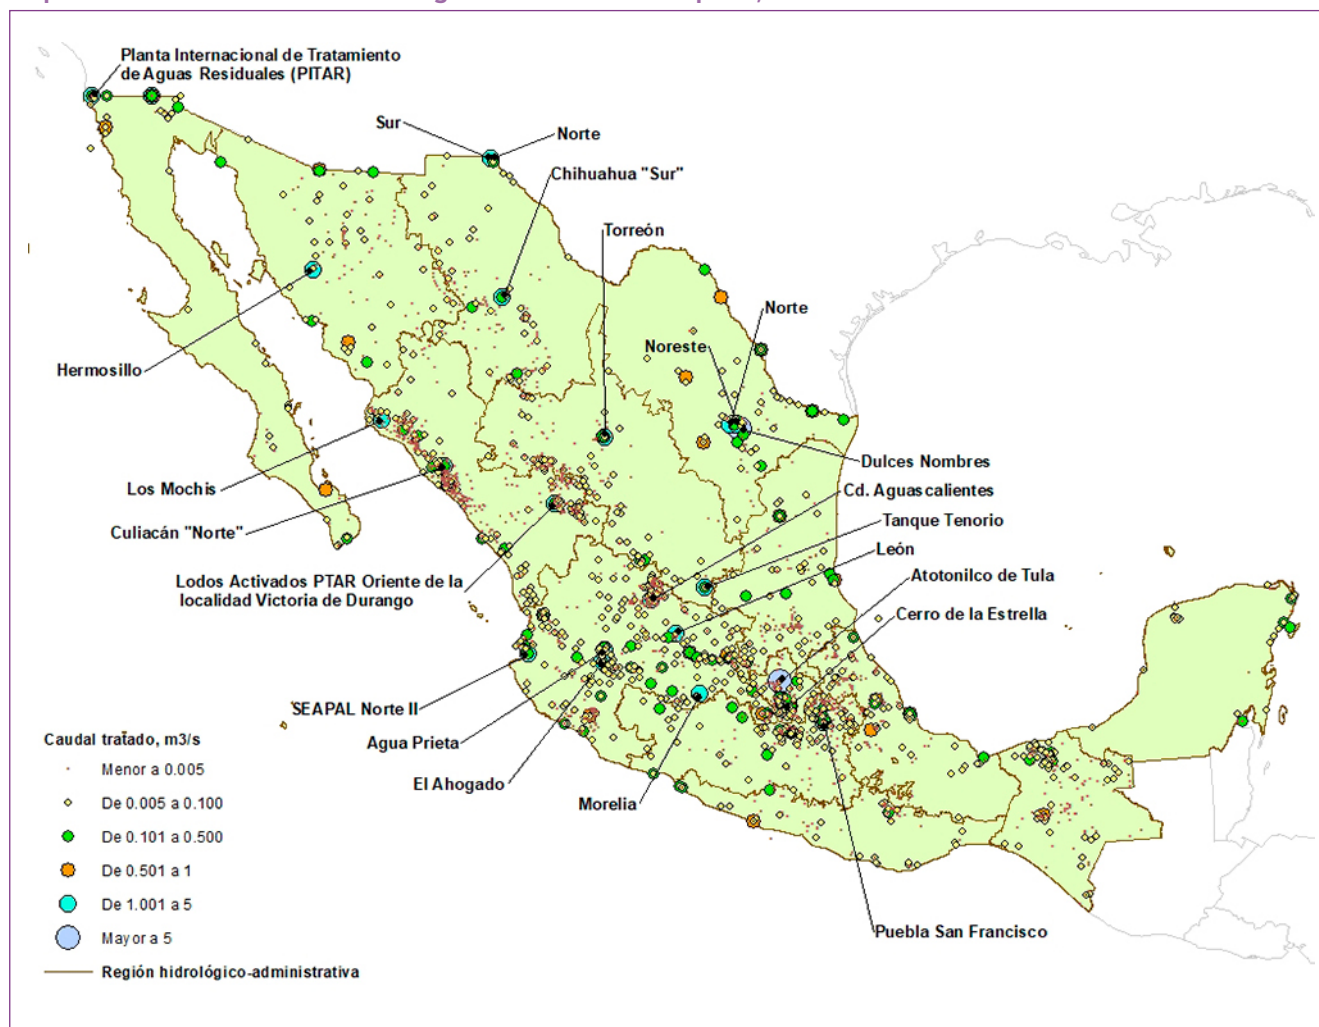 Planta Internacional de Tratamiento
de Aguas Residuales (PITAR)
Sur
Norte
Chihuahua "Sur"
Torreón
Norte
Noreste
Hermosillo
Dulces Nombres
Los Mochis
Cd. Aguascalientes
Culiacán "Norte"
Tanque Tenorio
León
Lodos Activados PTAR Oriente de la
localidad Victoria de Durango
Atotonilco de Tula
Cerro de la Estrella
SEAPAL Norte II
Agua Prieta
El Ahogado
Morelia
Puebla San Francisco
Caudal tratado, m3/s
Menor a 0.005
De 0.005 a 0.100
De 0.101 a 0.500
De 0.501 a 1
De 1.001 a 5
Mayor a 5
Región hidrológico-administrativa